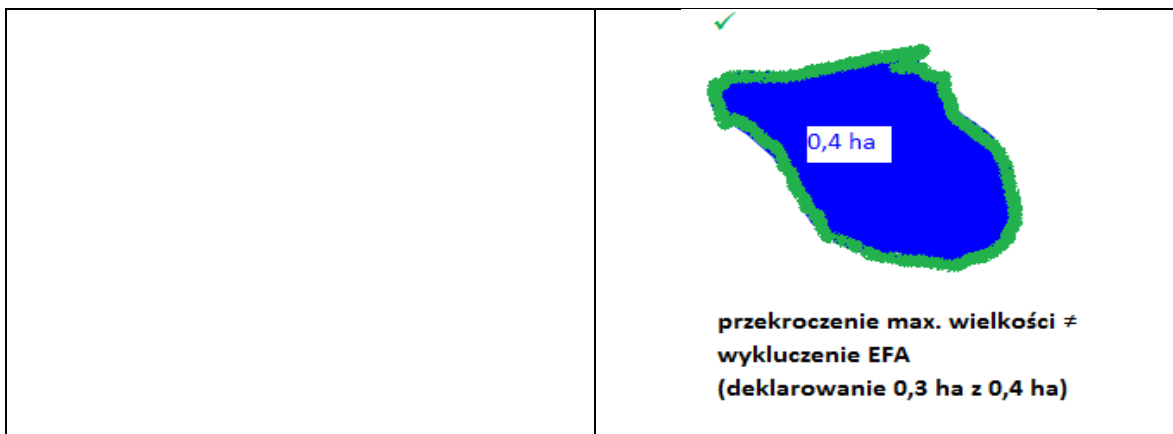 ✓
0,4 ha
przekroczenie max. wielkości ≠
wykluczenie EFA
(deklarowanie 0,3 ha z 0,4 ha)